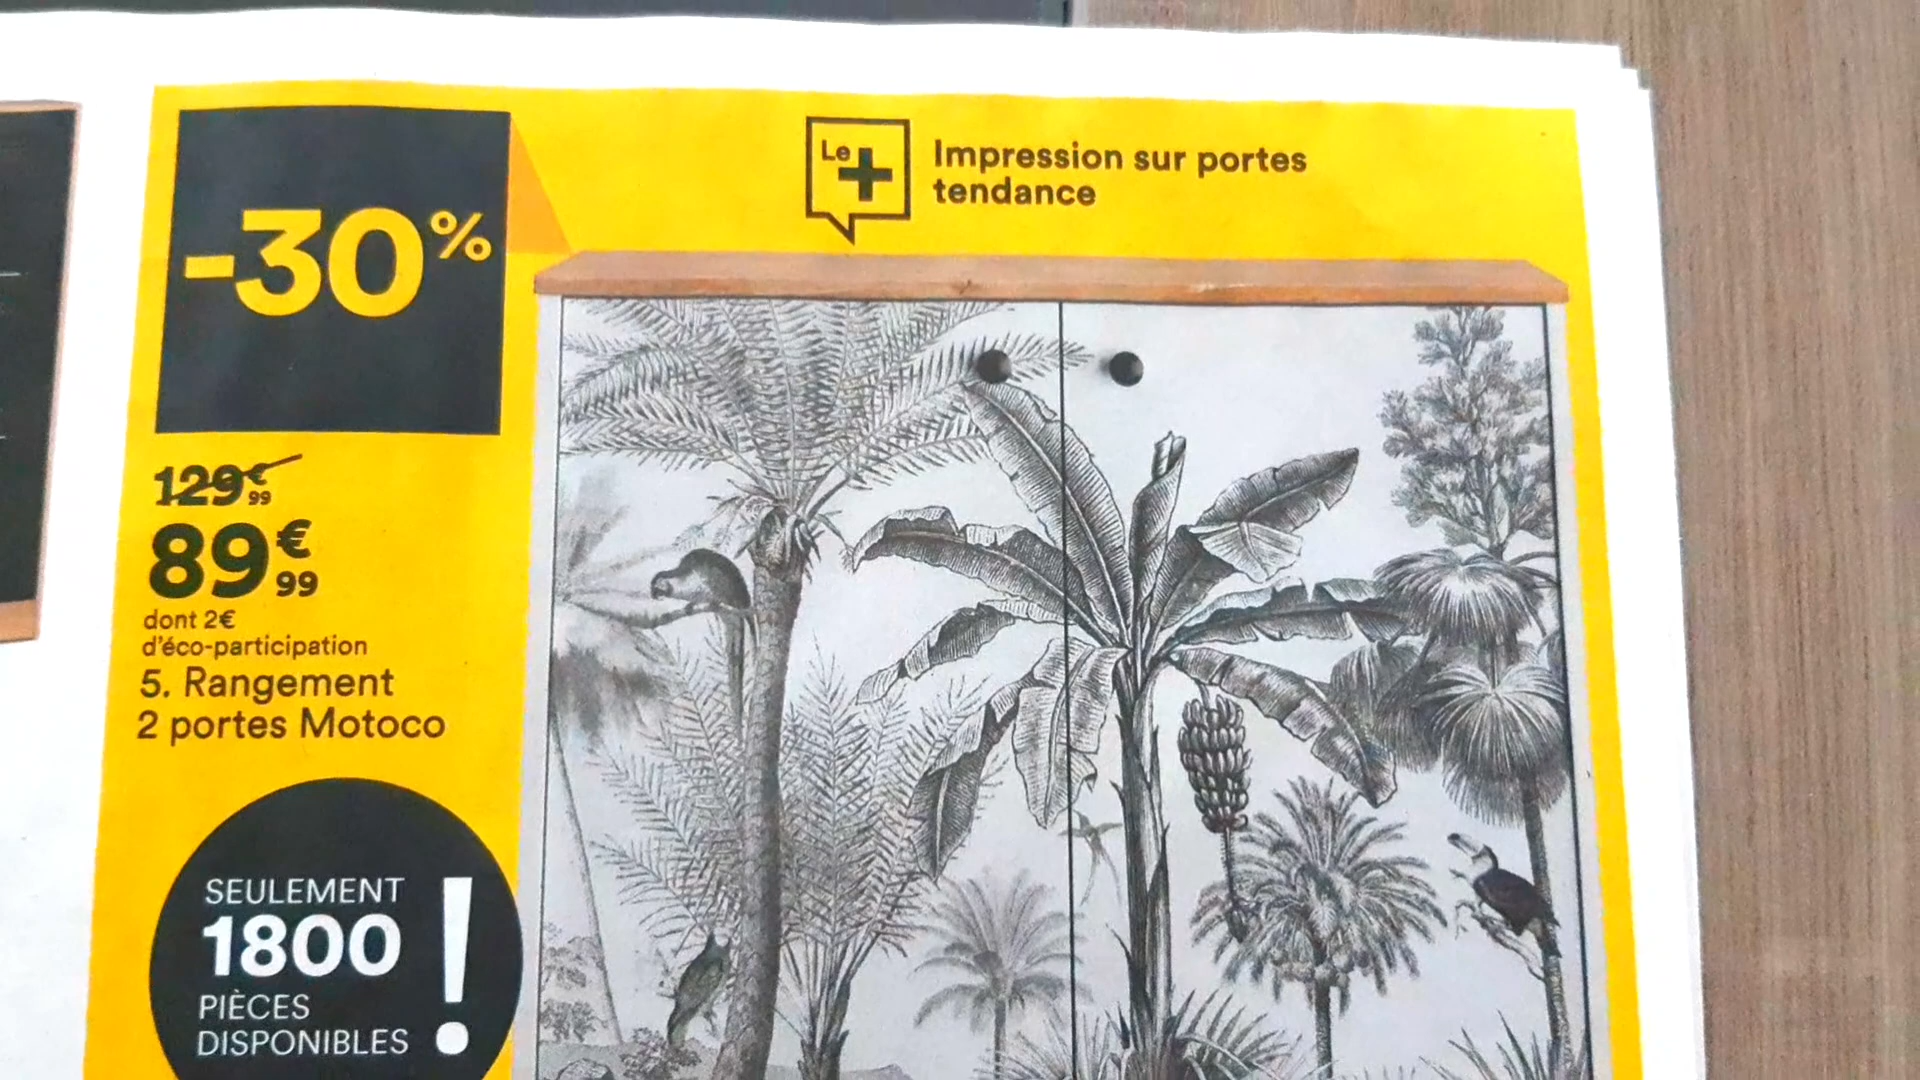 -30%
Le + Impression sur portes
tendance
129€99
89€99
dont 2€
d'éco-participation
5. Rangement
2 portes Motoco
SEULEMENT
1800
PIÈCES
DISPONIBLES
!